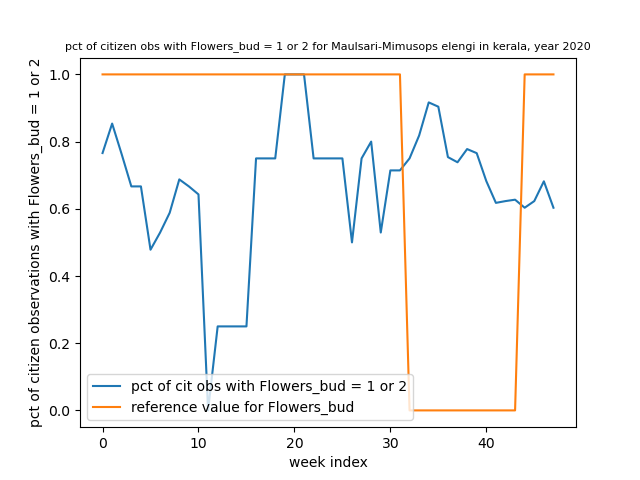 pct of citizen obs with Flowers_bud = 1 or 2 for Maulsari-Mimusops elengi in kerala, year 2020
pct of citizen observations with Flowers_bud = 1 or 2
1.0
0.8
0.6
0.4
0.2
0.0
pct of cit obs with Flowers_bud = 1 or 2
reference value for Flowers_bud
0 10 20 30 40
week index